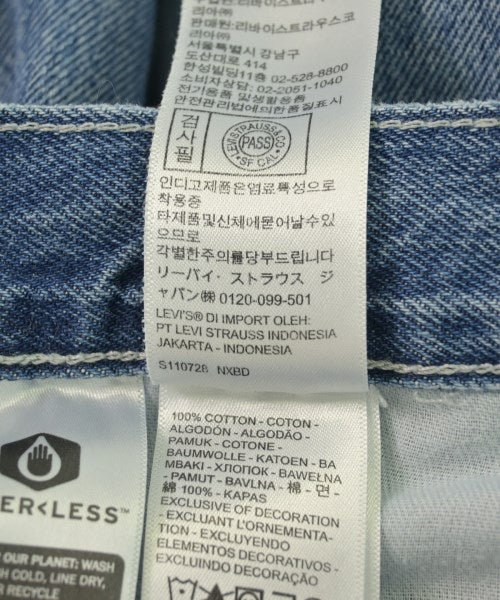 판매원:리바이스트라우스코
리아㈜
서울특별시 강남구
도산대로 414
한성빌딩11층 02-528-8800
소비자상담: 02-2051-1040
전기용품및생활용품
안전관리법에의한품질표시
검사필
LEVI STRAUSS & CO
PASS
SF CAL
인디고제품은염료특성으로
착용중
타제품및신체에묻어날수있
으므로
각별한주의를당부드립니다
リーバイ・ストラウス ジ
ャパン㈱ 0120-099-501
LEVI'S® DI IMPORT OLEH:
PT LEVI STRAUSS INDONESIA
JAKARTA - INDONESIA
S110728 NXBD
100% COTTON - COTON -
ALGODÓN - ALGODÃO -
PAMUK - COTONE -
BAUMWOLLE - KATOEN - BA
MBAKI - ХЛОПОК - BAWEŁNA
- PAMUT - BAVLNA - 棉 - 면 -
綿 100% - KAPAS
EXCLUSIVE OF DECORATION
- EXCLUANT L'ORNEMENTA-
TION - EXCLUYENDO
ELEMENTOS DECORATIVOS -
EXCLUINDO DECORAÇÃO
ER<LESS™
OUR PLANET: WASH
COLD, LINE DRY,
RECYCLE